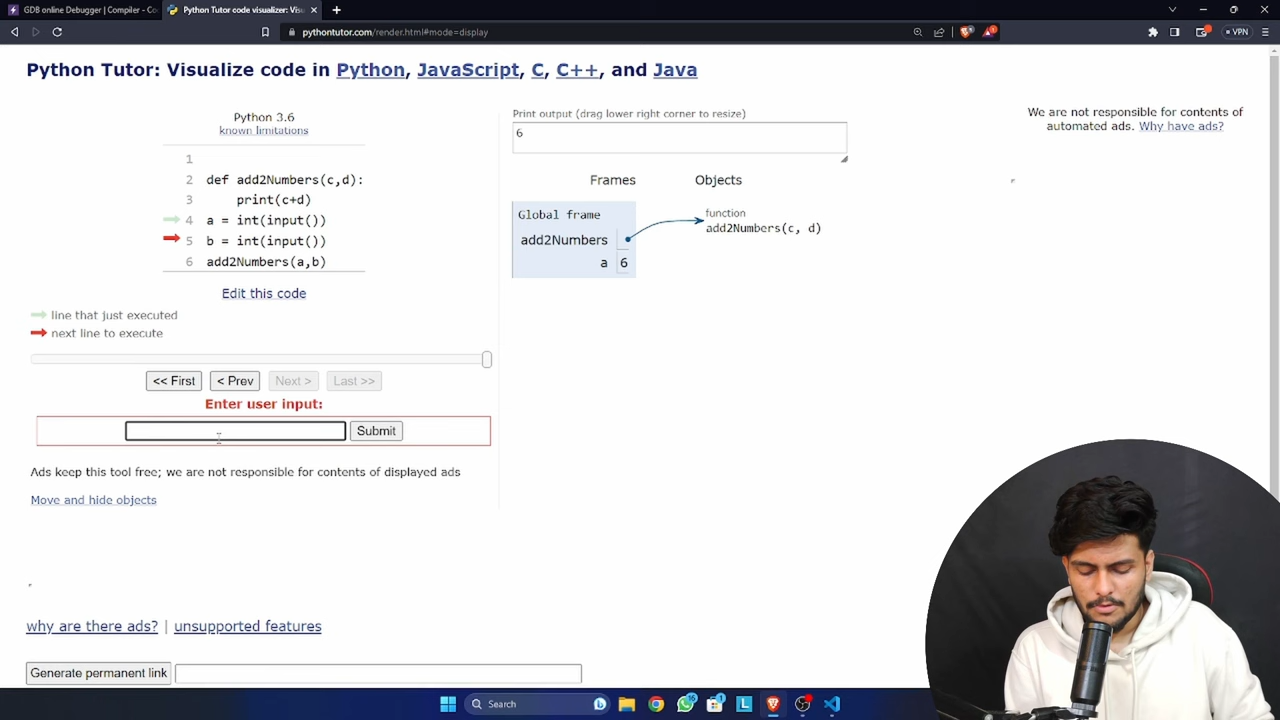 GDB online Debugger | Compiler - Co
Python Tutor code visualizer: Visu
pythontutor.com/render.html#mode=display
VPN
Python Tutor: Visualize code in Python, JavaScript, C, C++, and Java
Python 3.6
known limitations
1
2 def add2Numbers(c,d):
3 print(c+d)
4 a = int(input())
5 b = int(input())
6 add2Numbers(a,b)
Edit this code
line that just executed
next line to execute
<< First < Prev Next > Last >>
Enter user input:
Submit
Ads keep this tool free; we are not responsible for contents of displayed ads
Move and hide objects
why are there ads? | unsupported features
Generate permanent link
Print output (drag lower right corner to resize)
6
Frames Objects
Global frame
add2Numbers
a 6
function
add2Numbers(c, d)
We are not responsible for contents of
automated ads. Why have ads?
Search